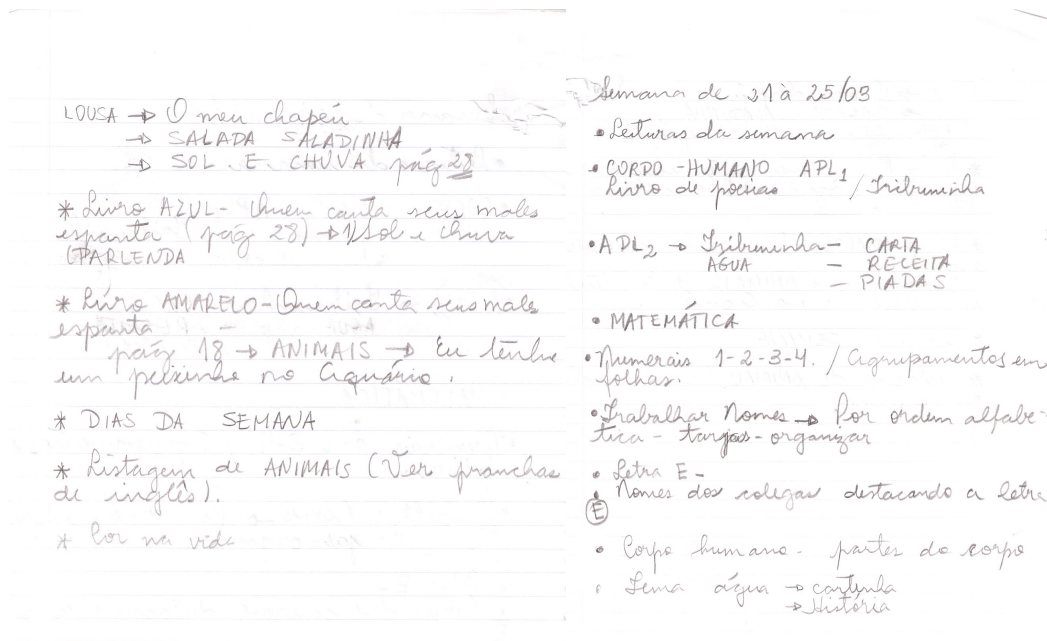 LOUSA → O meu chapéu
→ SALADA SALADINHA
→ SOL E CHUVA pág 28
* Livro AZUL - Quem canta seus males
espanta (pág 28) → Sol e chuva
PARLENDA
* Livro AMARELO - Quem canta seus males
espanta
pág 18 → ANIMAIS → Eu tenho
um peixinho no Aquário.
* DIAS DA SEMANA
* Listagem de ANIMAIS (Ver pranchas
de inglês).
* Cor na vida
Semana de 21 à 25/03
• Leituras da semana
• CORPO-HUMANO APL1
Livro de poesias / Tribuninha
• APL2 → Tribuninha - CARTA
ÁGUA - RECEITA
- PIADAS
• MATEMÁTICA
• Numerais 1-2-3-4. / Agrupamentos em
folhas.
• Trabalhar Nomes → Por ordem alfabe-
tica - tarjas - organizar
• Letra E -
• Nomes dos colegas destacando a letra
E
• Corpo humano - partes do corpo
• Tema água → cartinha
→ História